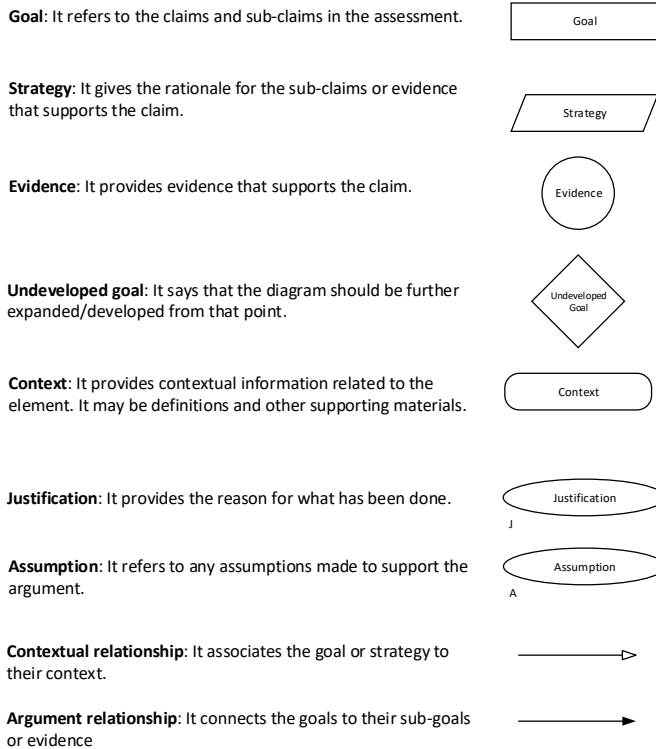 Goal: It refers to the claims and sub-claims in the assessment.
Goal
Strategy: It gives the rationale for the sub-claims or evidence
that supports the claim.
Strategy
Evidence: It provides evidence that supports the claim.
Evidence
Undeveloped goal: It says that the diagram should be further
expanded/developed from that point.
Undeveloped
Goal
Context: It provides contextual information related to the
element. It may be definitions and other supporting materials.
Context
Justification: It provides the reason for what has been done.
Justification
J
Assumption: It refers to any assumptions made to support the
argument.
Assumption
A
Contextual relationship: It associates the goal or strategy to
their context.
Argument relationship: It connects the goals to their sub-goals
or evidence